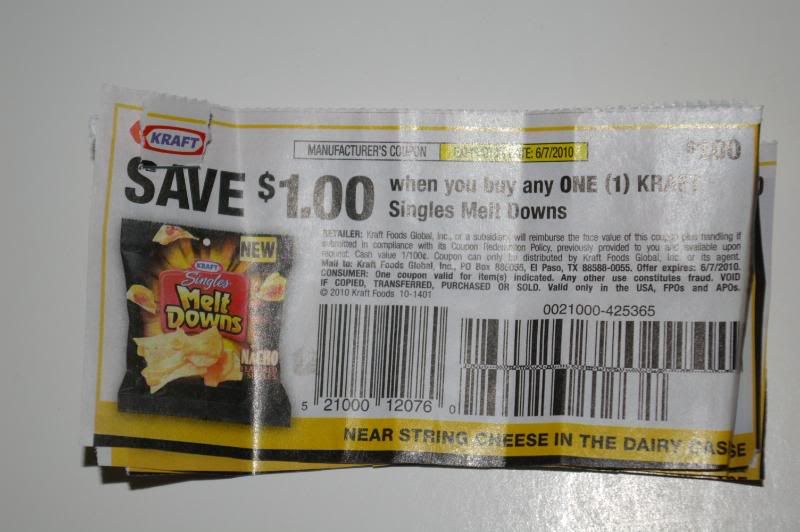 KRAFT
MANUFACTURER'S COUPON
6/7/2010
$1.00
SAVE $1.00 when you buy any ONE (1) KRAFT
Singles Melt Downs
RETAILER: Kraft Foods Global, Inc., or a subsidiary, will reimburse the face value of this coupon plus handling if
submitted in compliance with its Coupon Redemption Policy, previously provided to you and available upon
request. Cash value 1/100¢. Coupon can only be distributed by Kraft Foods Global, Inc. or its agent.
Mail to: Kraft Foods Global, Inc., PO Box 880055, El Paso, TX 88588-0055. Offer expires: 6/7/2010.
CONSUMER: One coupon valid for item(s) indicated. Any other use constitutes fraud. VOID
IF COPIED, TRANSFERRED, PURCHASED OR SOLD. Valid only in the USA, FPOs and APOs.
© 2010 Kraft Foods 10-1401
NEW
KRAFT
Singles
Melt
Downs
NACHO
FLAVORED
0021000-425365
5 21000 12076 0
NEAR STRING CHEESE IN THE DAIRY CASE